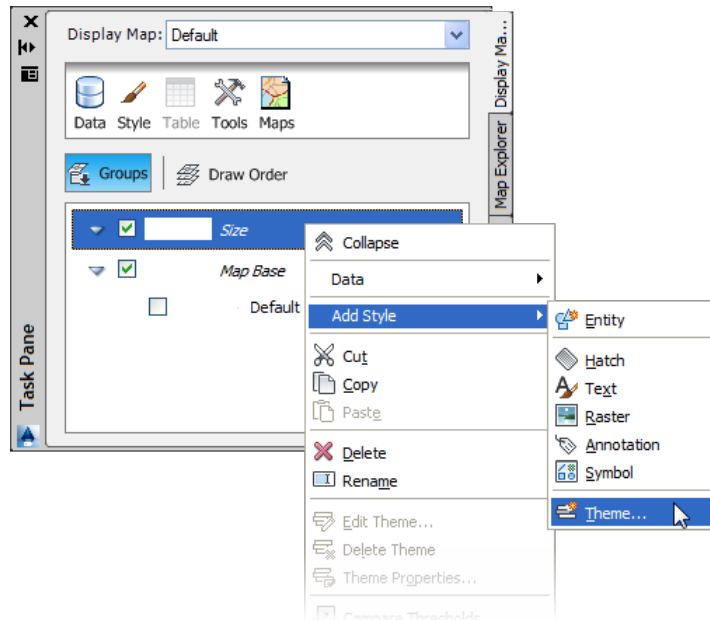 Display Map: Default
Data Style Table Tools Maps
Groups Draw Order
Size
Map Base
Default
Display Ma...
Map Explorer
Task Pane
Collapse
Data
Add Style
Cut
Copy
Paste
Delete
Rename
Edit Theme...
Delete Theme
Theme Properties...
Compare Thresholds
Entity
Hatch
Text
Raster
Annotation
Symbol
Theme...